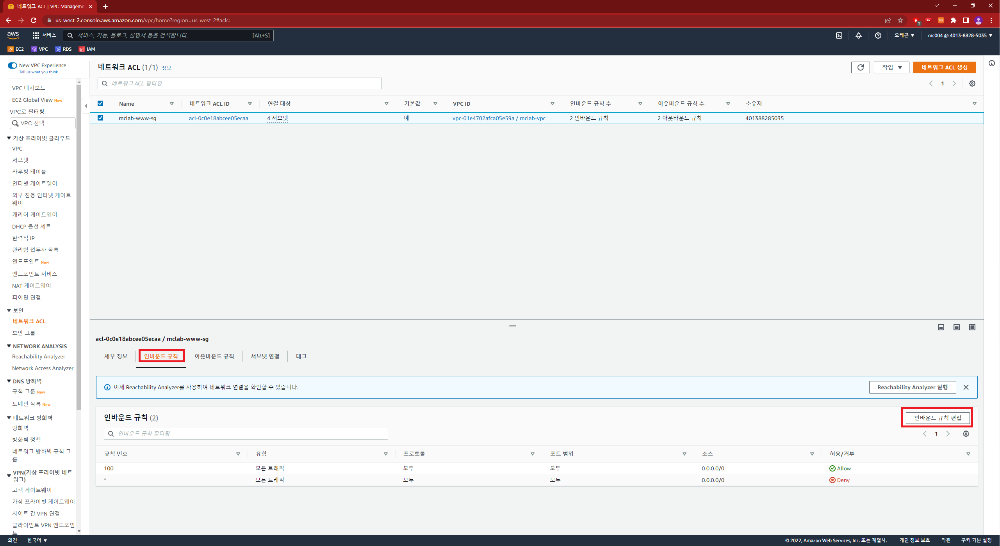 네트워크 ACL | VPC Manageme
us-west-2.console.aws.amazon.com/vpc/home?region=us-west-2#acls:
1
aws
서비스
서비스, 기능, 블로그, 설명서 등을 검색합니다.
[Alt+S]
오레곤
mc004 @ 4013-8828-5035
EC2
VPC
RDS
IAM
New VPC Experience
Tell us what you think
VPC 대시보드
EC2 Global View New
VPC로 필터링:
VPC 선택
가상 프라이빗 클라우드
VPC
서브넷
라우팅 테이블
인터넷 게이트웨이
외부 전용 인터넷 게이트
웨이
캐리어 게이트웨이
DHCP 옵션 세트
탄력적 IP
관리형 접두사 목록
엔드포인트 New
엔드포인트 서비스
NAT 게이트웨이
피어링 연결
보안
네트워크 ACL
보안 그룹
NETWORK ANALYSIS
Reachability Analyzer
Network Access Analyzer
DNS 방화벽
규칙 그룹 New
도메인 목록 New
네트워크 방화벽
방화벽
방화벽 정책
네트워크 방화벽 규칙 그
룹
VPN(가상 프라이빗 네트
워크)
고객 게이트웨이
가상 프라이빗 게이트웨이
사이트 간 VPN 연결
클라이언트 VPN 엔드포인
트
네트워크 ACL (1/1) 정보
작업
네트워크 ACL 생성
네트워크 ACL 필터링
1
Name 네트워크 ACL ID 연결 대상 기본값 VPC ID 인바운드 규칙 수 아웃바운드 규칙 수 소유자
mclab-www-sg acl-0c0e18abcee05ecaa 4 서브넷 예 vpc-01e4702afca05e59a / mclab-vpc 2 인바운드 규칙 2 아웃바운드 규칙 401388285035
acl-0c0e18abcee05ecaa / mclab-www-sg
세부 정보 인바운드 규칙 아웃바운드 규칙 서브넷 연결 태그
이제 Reachability Analyzer를 사용하여 네트워크 연결을 확인할 수 있습니다.
Reachability Analyzer 실행
인바운드 규칙 (2)
인바운드 규칙 편집
인바운드 규칙 필터링
1
규칙 번호 유형 프로토콜 포트 범위 소스 허용/거부
100 모든 트래픽 모두 모두 0.0.0.0/0 Allow
* 모든 트래픽 모두 모두 0.0.0.0/0 Deny
의견
한국어
© 2022, Amazon Web Services, Inc. 또는 계열사.
개인 정보 보호
약관
쿠키 기본 설정